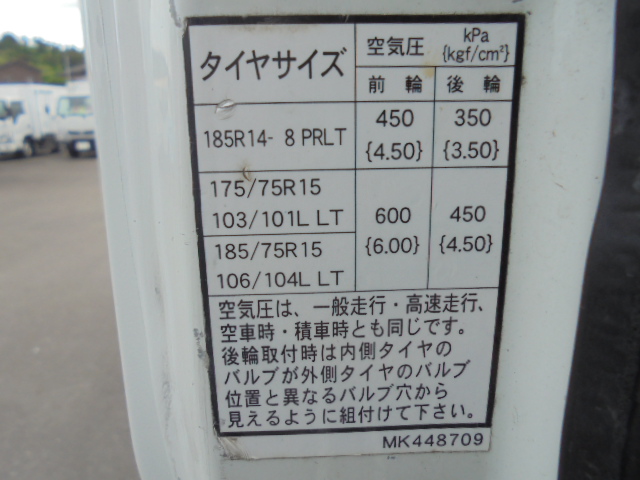 タイヤサイズ 空気圧 kPa {kgf/cm²}
前輪 後輪
185R14- 8 PRLT 450 {4.50} 350 {3.50}
175/75R15
103/101L LT 600 {6.00} 450 {4.50}
185/75R15
106/104L LT
空気圧は、一般走行・高速走行、
空車時・積車時とも同じです。
後輪取付時は内側タイヤの
バルブが外側タイヤのバルブ
位置と異なるバルブ穴から
見えるように組付けて下さい。
MK448709